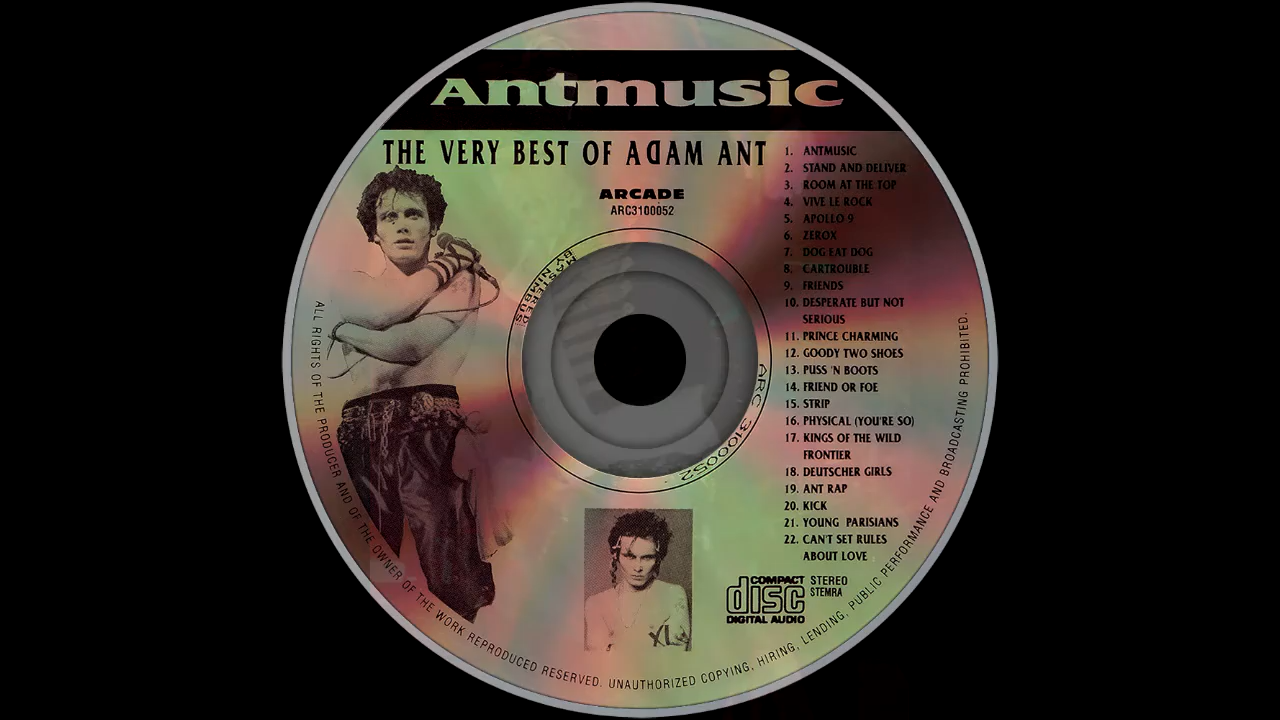 Antmusic
THE VERY BEST OF ADAM ANT
ARCADE
ARC3100052
1. ANTMUSIC
2. STAND AND DELIVER
3. ROOM AT THE TOP
4. VIVE LE ROCK
5. APOLLO 9
6. ZEROX
7. DOG EAT DOG
8. CARTROUBLE
9. FRIENDS
10. DESPERATE BUT NOT
SERIOUS
11. PRINCE CHARMING
12. GOODY TWO SHOES
13. PUSS 'N BOOTS
14. FRIEND OR FOE
15. STRIP
16. PHYSICAL (YOU'RE SO)
17. KINGS OF THE WILD
FRONTIER
18. DEUTSCHER GIRLS
19. ANT RAP
20. KICK
21. YOUNG PARISIANS
22. CAN'T SET RULES
ABOUT LOVE
MASTERED
BY NIMBUS
ARC 3100052
COMPACT
disc
DIGITAL AUDIO
STEREO
STEMRA
ALL RIGHTS OF THE PRODUCER AND OF THE OWNER OF THE WORK REPRODUCED RESERVED. UNAUTHORIZED COPYING, HIRING, LENDING, PUBLIC PERFORMANCE AND BROADCASTING PROHIBITED.